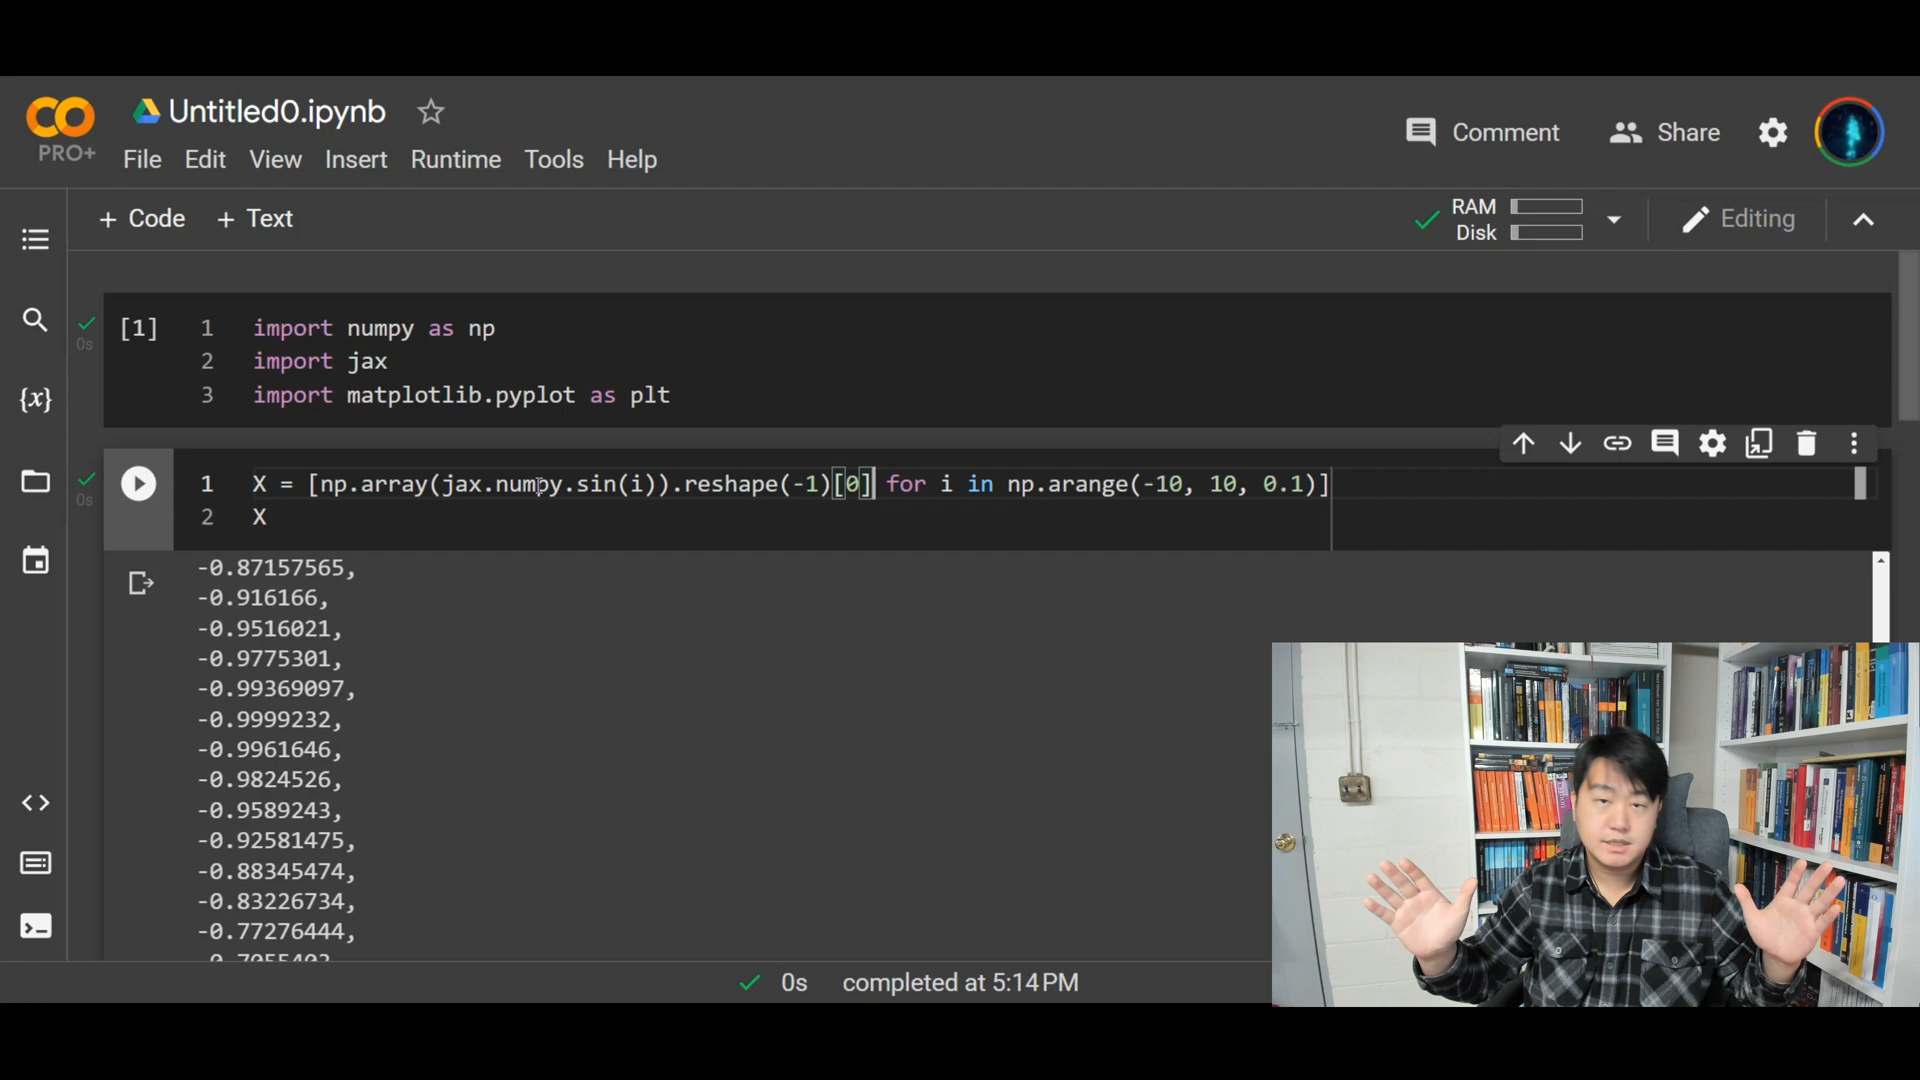 Untitled0.ipynb
PRO+
File Edit View Insert Runtime Tools Help
Comment Share
+ Code + Text
RAM
Disk
Editing
{x}
0s
[1]
1 import numpy as np
2 import jax
3 import matplotlib.pyplot as plt
0s
1 X = [np.array(jax.numpy.sin(i)).reshape(-1)[0] for i in np.arange(-10, 10, 0.1)]
2 X
-0.87157565,
-0.916166,
-0.9516021,
-0.9775301,
-0.99369097,
-0.9999232,
-0.9961646,
-0.9824526,
-0.9589243,
-0.92581475,
-0.88345474,
-0.83226734,
-0.77276444,
0s completed at 5:14 PM